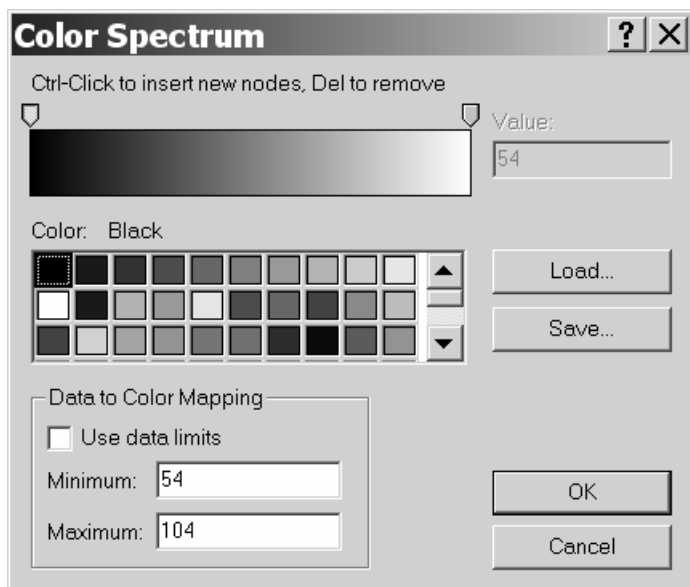 Color Spectrum
?
Ctrl-Click to insert new nodes, Del to remove
Value:
54
Color: Black
Load...
Save...
Data to Color Mapping
Use data limits
Minimum: 54
Maximum: 104
OK
Cancel